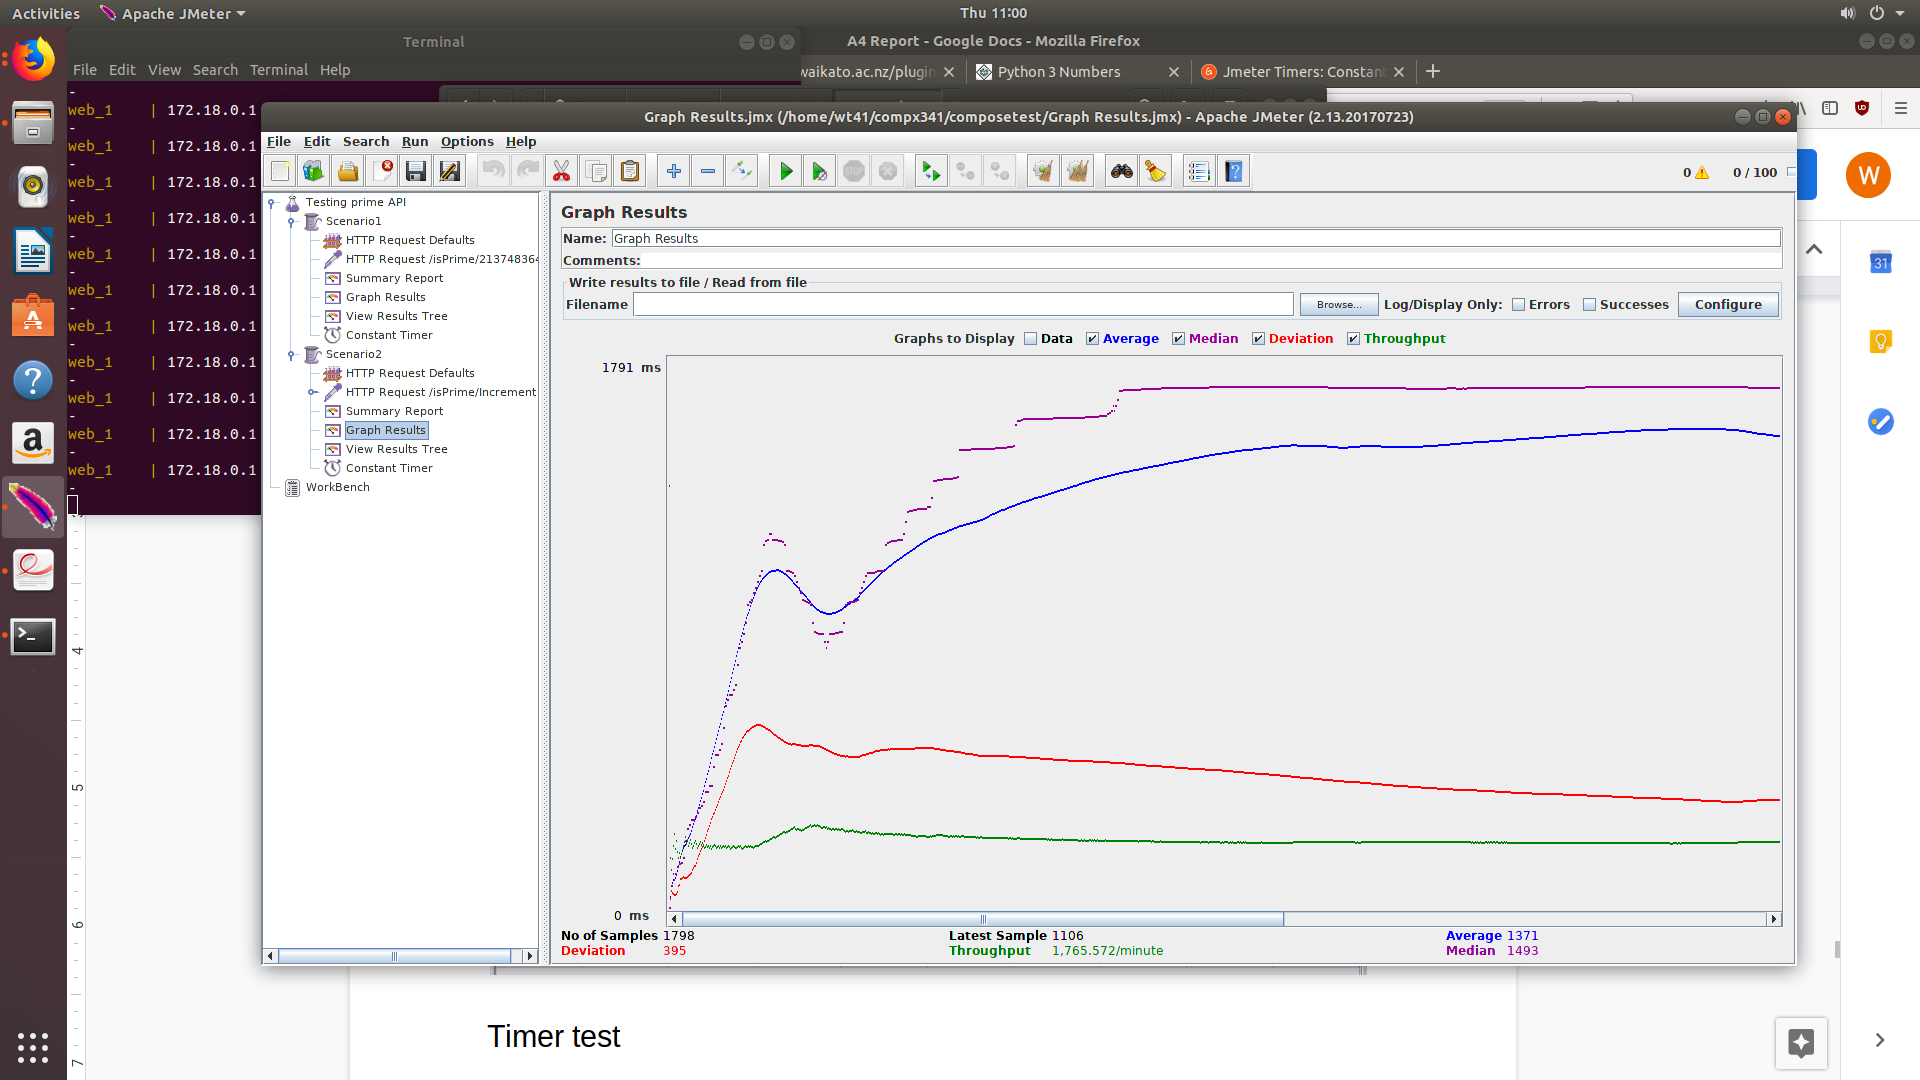 Activities
Apache JMeter
Thu 11:00
Terminal
A4 Report - Google Docs - Mozilla Firefox
File Edit View Search Terminal Help
waikato.ac.nz/plugin
Python 3 Numbers
Jmeter Timers: Constant
-
web_1 | 172.18.0.1
-
web_1 | 172.18.0.1
-
web_1 | 172.18.0.1
-
web_1 | 172.18.0.1
-
web_1 | 172.18.0.1
-
web_1 | 172.18.0.1
-
web_1 | 172.18.0.1
-
web_1 | 172.18.0.1
-
web_1 | 172.18.0.1
-
web_1 | 172.18.0.1
-
web_1 | 172.18.0.1
-
Graph Results.jmx (/home/wt41/compx341/composetest/Graph Results.jmx) - Apache JMeter (2.13.20170723)
File Edit Search Run Options Help
0
0 / 100
W
31
Testing prime API
Scenario1
HTTP Request Defaults
HTTP Request /isPrime/213748364
Summary Report
Graph Results
View Results Tree
Constant Timer
Scenario2
HTTP Request Defaults
HTTP Request /isPrime/Increment
Summary Report
Graph Results
View Results Tree
Constant Timer
WorkBench
Graph Results
Name: Graph Results
Comments:
Write results to file / Read from file
Filename
Browse...
Log/Display Only:
Errors
Successes
Configure
Graphs to Display
Data
Average
Median
Deviation
Throughput
1791 ms
0 ms
No of Samples 1798
Latest Sample 1106
Average 1371
Deviation 395
Throughput 1,765.572/minute
Median 1493
4
5
6
7
Timer test